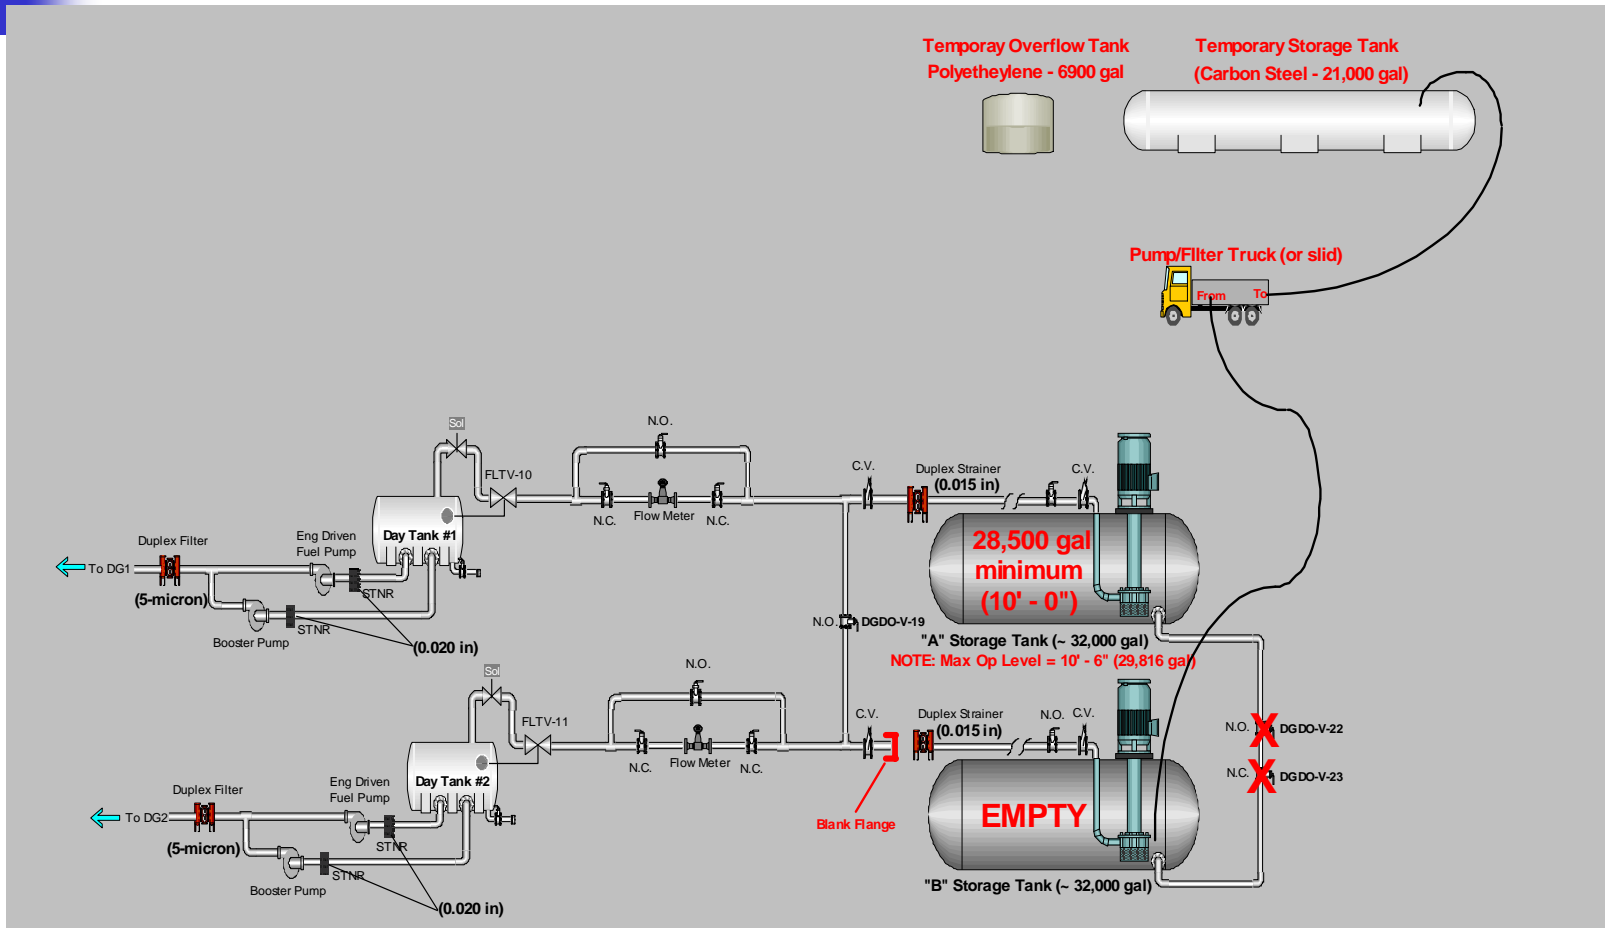 Temporay Overflow Tank
Polyetheylene - 6900 gal
Temporary Storage Tank
(Carbon Steel - 21,000 gal)
Pump/FIlter Truck (or slid)
From
To
Sol
N.O.
FLTV-10
N.C.
Flow Meter
N.C.
C.V.
Duplex Strainer
(0.015 in)
C.V.
Day Tank #1
Eng Driven
Fuel Pump
Duplex Filter
To DG1
(5-micron)
STNR
Booster Pump
STNR
(0.020 in)
28,500 gal
minimum
(10' - 0")
N.O.
DGDO-V-19
"A" Storage Tank (~ 32,000 gal)
NOTE: Max Op Level = 10' - 6" (29,816 gal)
Sol
N.O.
FLTV-11
N.C.
Flow Meter
N.C.
C.V.
Duplex Strainer
(0.015 in)
N.O.
C.V.
N.O.
DGDO-V-22
N.C.
DGDO-V-23
Day Tank #2
Eng Driven
Fuel Pump
Duplex Filter
To DG2
(5-micron)
STNR
Booster Pump
STNR
(0.020 in)
Blank Flange
EMPTY
"B" Storage Tank (~ 32,000 gal)